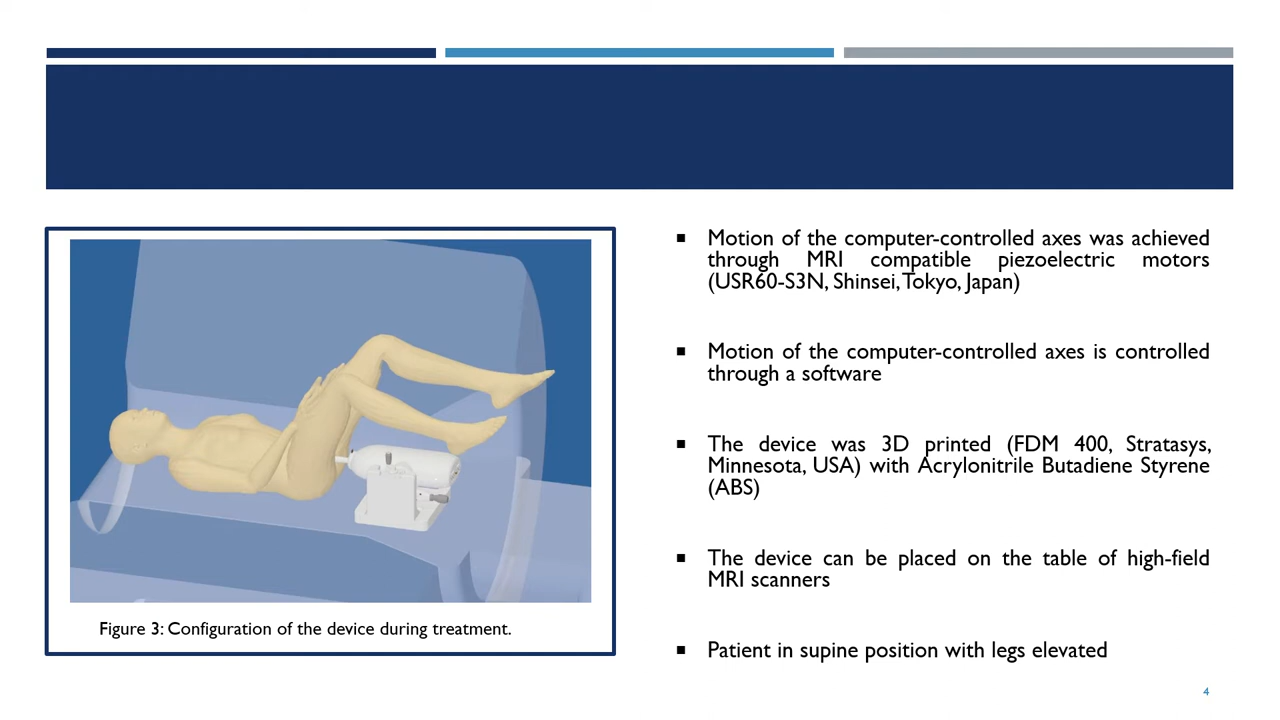 ▪ Motion of the computer-controlled axes was achieved
through MRI compatible piezoelectric motors
(USR60-S3N, Shinsei, Tokyo, Japan)
▪ Motion of the computer-controlled axes is controlled
through a software
▪ The device was 3D printed (FDM 400, Stratasys,
Minnesota, USA) with Acrylonitrile Butadiene Styrene
(ABS)
▪ The device can be placed on the table of high-field
MRI scanners
▪ Patient in supine position with legs elevated
Figure 3: Configuration of the device during treatment.
4